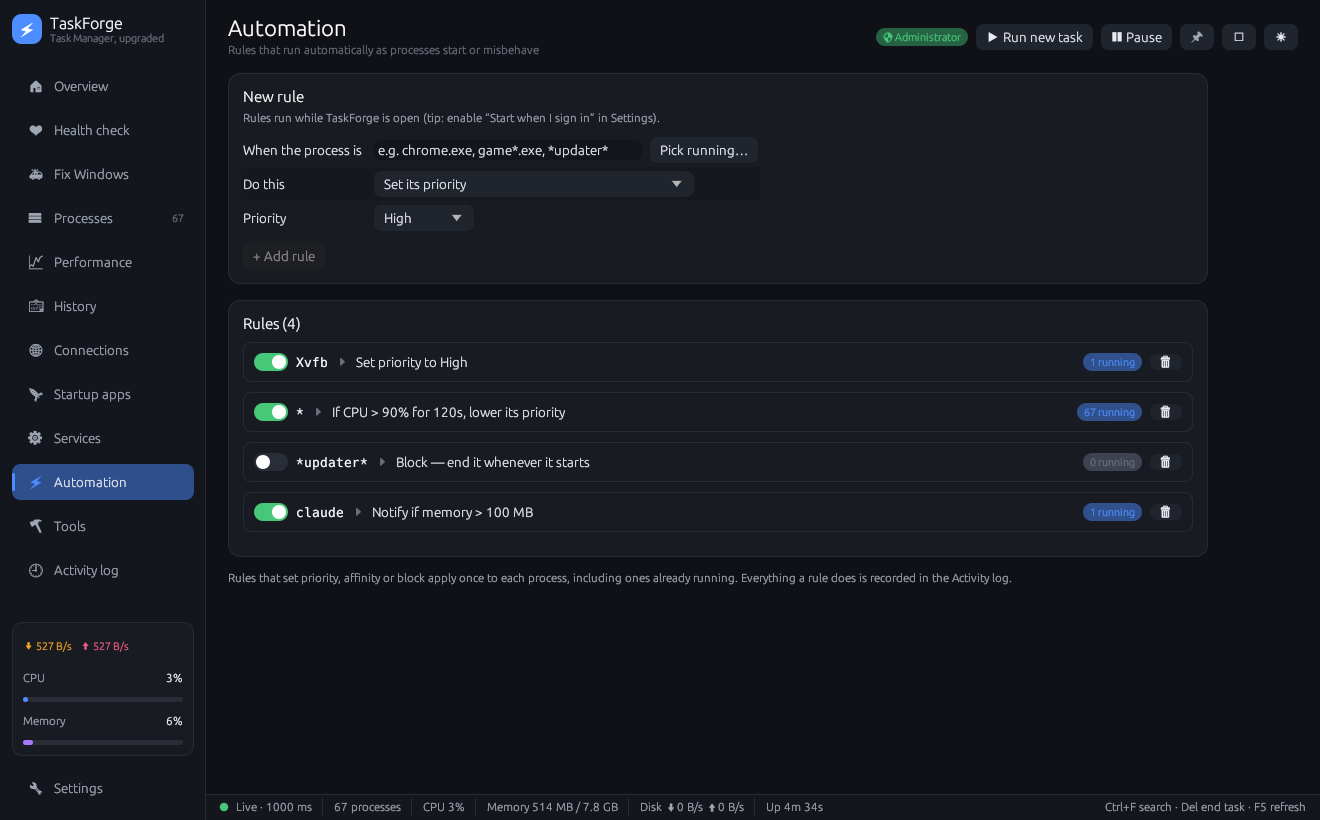 TaskForge
Task Manager, upgraded
Overview
Health check
Fix Windows
Processes 67
Performance
History
Connections
Startup apps
Services
Automation
Tools
Activity log
527 B/s 527 B/s
CPU 3%
Memory 6%
Settings
Automation
Rules that run automatically as processes start or misbehave
Administrator
Run new task
Pause
New rule
Rules run while TaskForge is open (tip: enable “Start when I sign in” in Settings).
When the process is e.g. chrome.exe, game*.exe, *updater* Pick running...
Do this Set its priority
Priority High
+ Add rule
Rules (4)
Xvfb Set priority to High 1 running
* If CPU > 90% for 120s, lower its priority 67 running
*updater* Block — end it whenever it starts 0 running
claude Notify if memory > 100 MB 1 running
Rules that set priority, affinity or block apply once to each process, including ones already running. Everything a rule does is recorded in the Activity log.
Live · 1000 ms 67 processes CPU 3% Memory 514 MB / 7.8 GB Disk 0 B/s 0 B/s Up 4m 34s Ctrl+F search · Del end task · F5 refresh